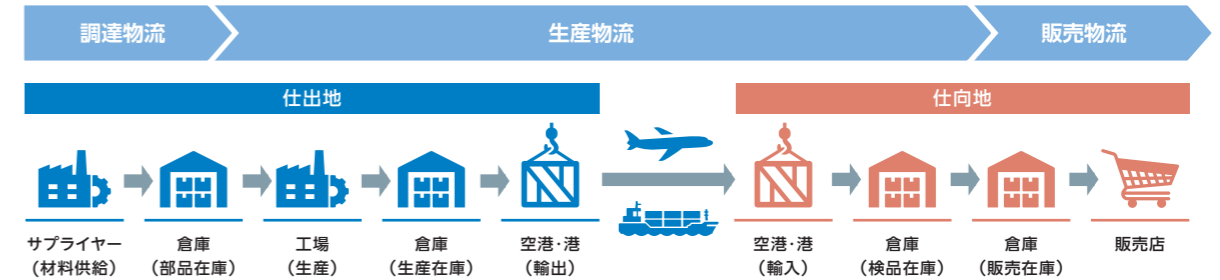 調達物流
生産物流
販売物流
仕出地
仕向地
サプライヤー
（材料供給）
倉庫
（部品在庫）
工場
（生産）
倉庫
（生産在庫）
空港・港
（輸出）
空港・港
（輸入）
倉庫
（検品在庫）
倉庫
（販売在庫）
販売店